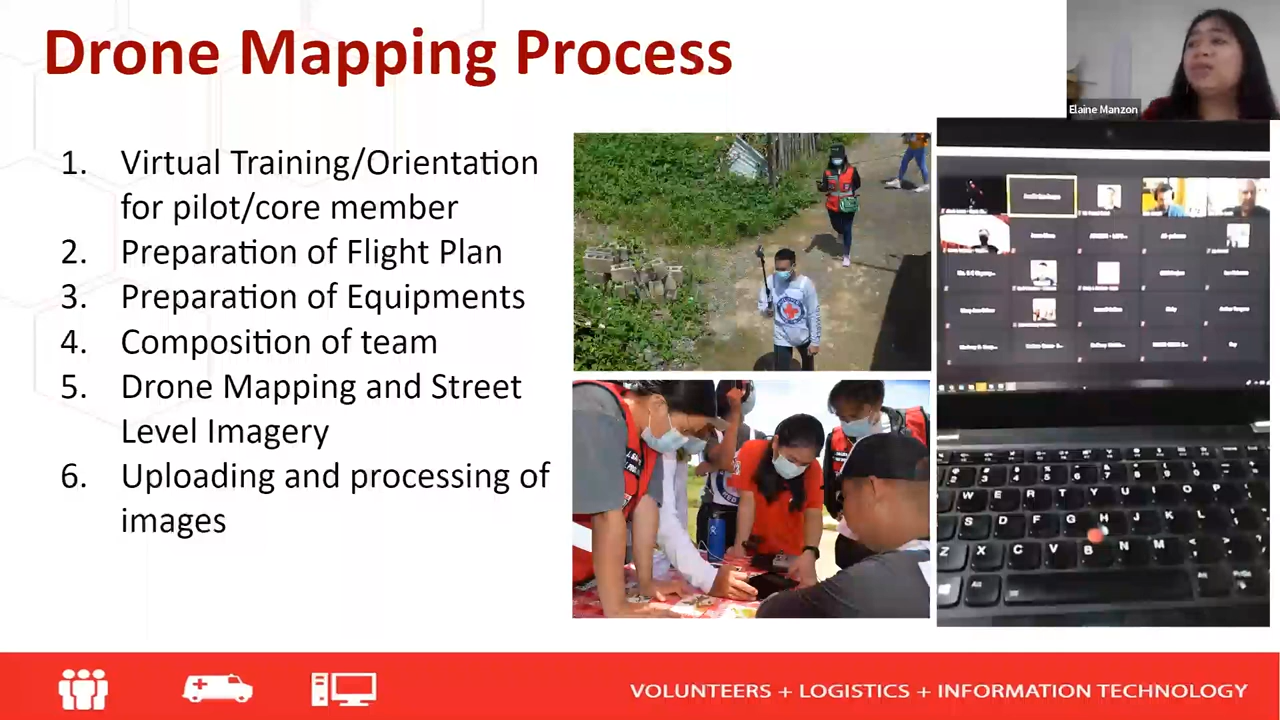 Drone Mapping Process
Elaine Manzon
1. Virtual Training/Orientation
for pilot/core member
2. Preparation of Flight Plan
3. Preparation of Equipments
4. Composition of team
5. Drone Mapping and Street
Level Imagery
6. Uploading and processing of
images
W E R T Y U I O P
S D F G H J K L
Z X C V B N M
Alt
VOLUNTEERS + LOGISTICS + INFORMATION TECHNOLOGY